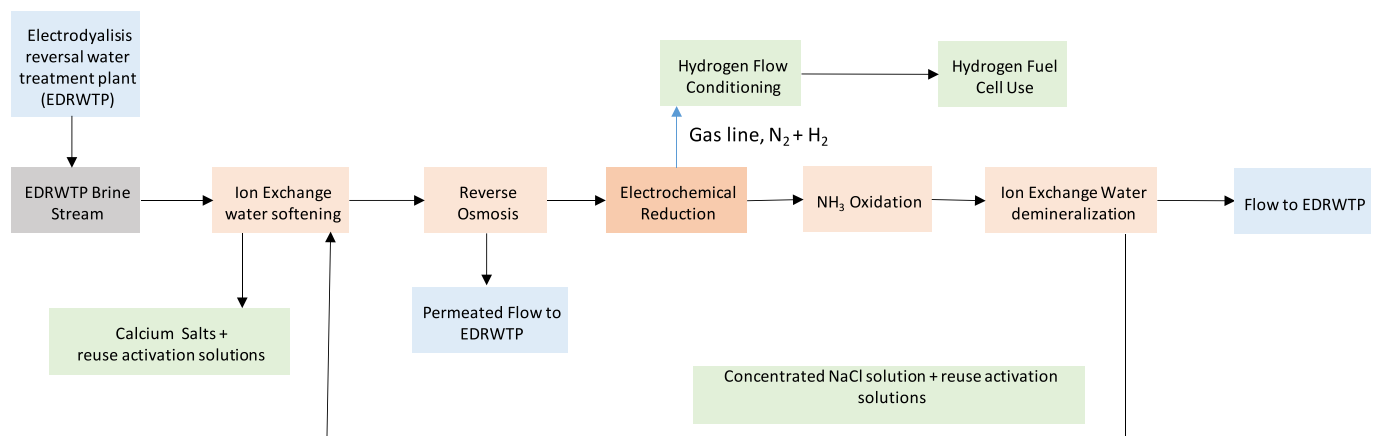 Electrodyalisis
reversal water
treatment plant
(EDRWTP)
Hydrogen Flow
Conditioning
Hydrogen Fuel
Cell Use
Gas line, N₂ + H₂
EDRWTP Brine
Stream
Ion Exchange
water softening
Reverse
Osmosis
Electrochemical
Reduction
NH₃ Oxidation
Ion Exchange Water
demineralization
Flow to EDRWTP
Calcium Salts +
reuse activation solutions
Permeated Flow to
EDRWTP
Concentrated NaCl solution + reuse activation
solutions